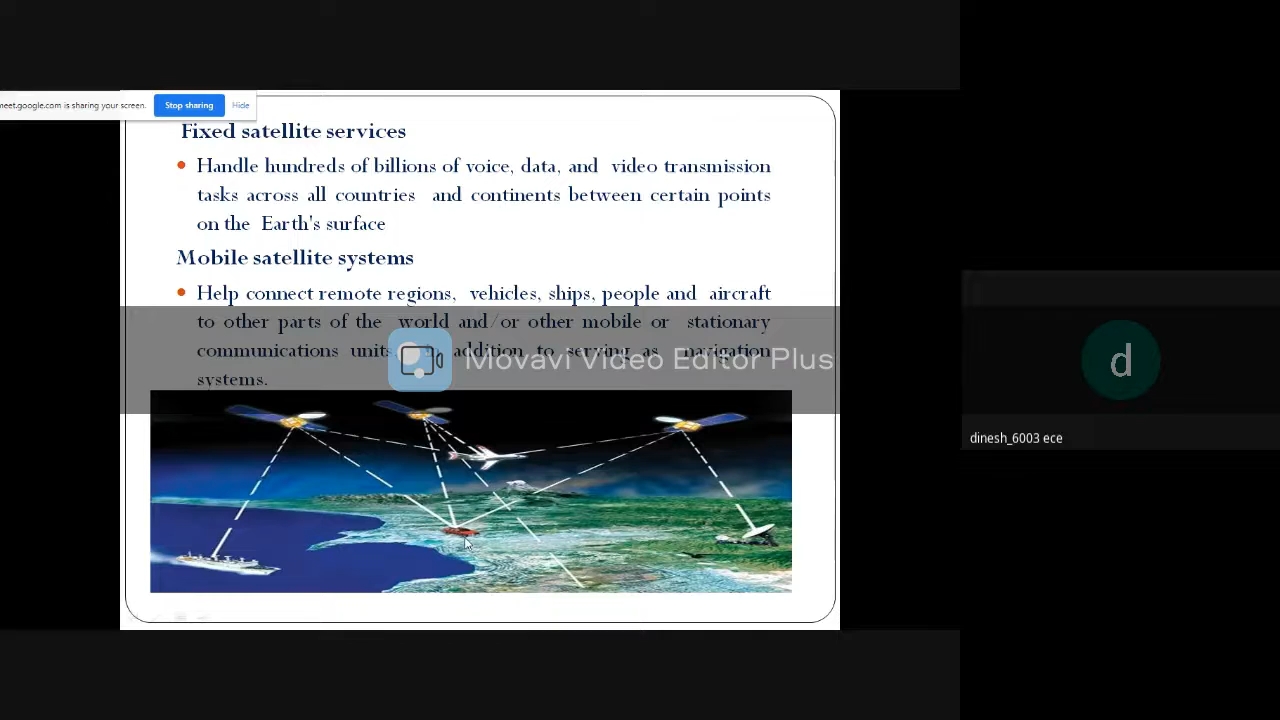 meet.google.com is sharing your screen. Stop sharing Hide
Fixed satellite services
Handle hundreds of billions of voice, data, and video transmission
tasks across all countries and continents between certain points
on the Earth's surface
Mobile satellite systems
Help connect remote regions, vehicles, ships, people and aircraft
to other parts of the world and/or other mobile or stationary
communications units addition to serving as navigation
systems.
Movavi Video Editor Plus
d
dinesh_6003 ece